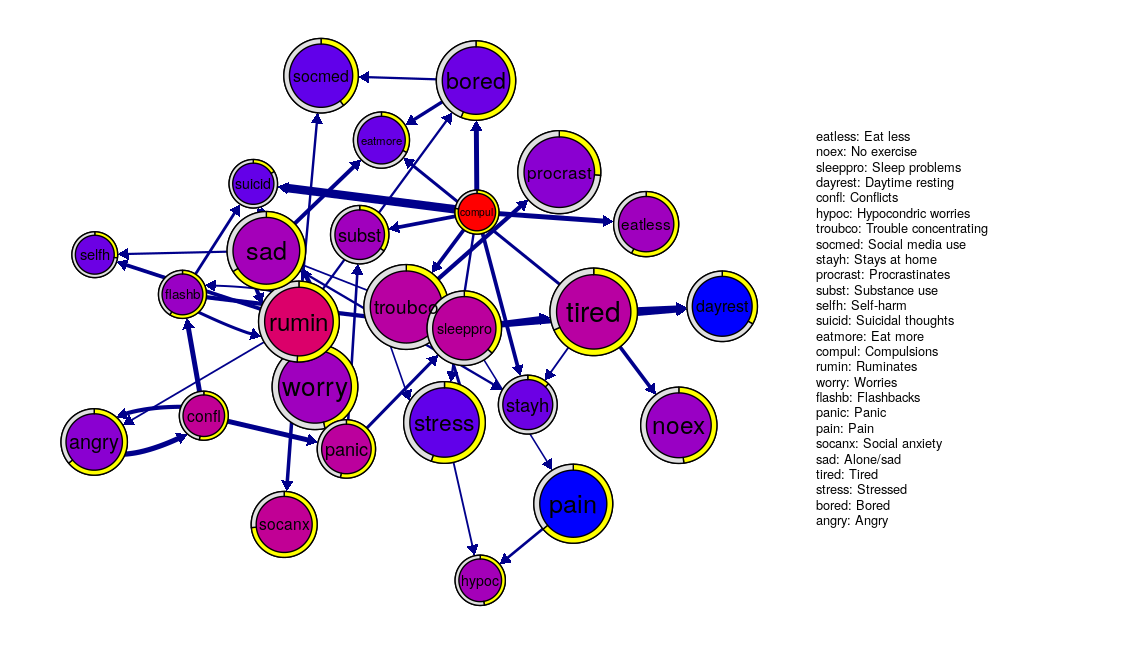 socmed
bored
eatmore
procrast
suicid
compul
subst
eatless
sad
selfh
flashb
troubco
dayrest
rumin
tired
sleeppro
worry
stayh
confl
stress
noex
angry
panic
pain
socanx
hypoc
eatless: Eat less
noex: No exercise
sleeppro: Sleep problems
dayrest: Daytime resting
confl: Conflicts
hypoc: Hypocondric worries
troubco: Trouble concentrating
socmed: Social media use
stayh: Stays at home
procrast: Procrastinates
subst: Substance use
selfh: Self-harm
suicid: Suicidal thoughts
eatmore: Eat more
compul: Compulsions
rumin: Ruminates
worry: Worries
flashb: Flashbacks
panic: Panic
pain: Pain
socanx: Social anxiety
sad: Alone/sad
tired: Tired
stress: Stressed
bored: Bored
angry: Angry